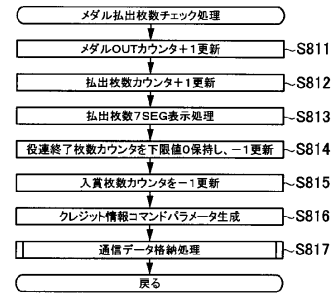 メダル払出枚数チェック処理
メダルOUTカウンタ+1更新
S811
払出枚数カウンタ+1更新
S812
払出枚数7SEG表示処理
S813
役連終了枚数カウンタを下限値0保持し、-1更新
S814
入賞枚数カウンタを-1更新
S815
クレジット情報コマンドパラメータ生成
S816
通信データ格納処理
S817
戻る